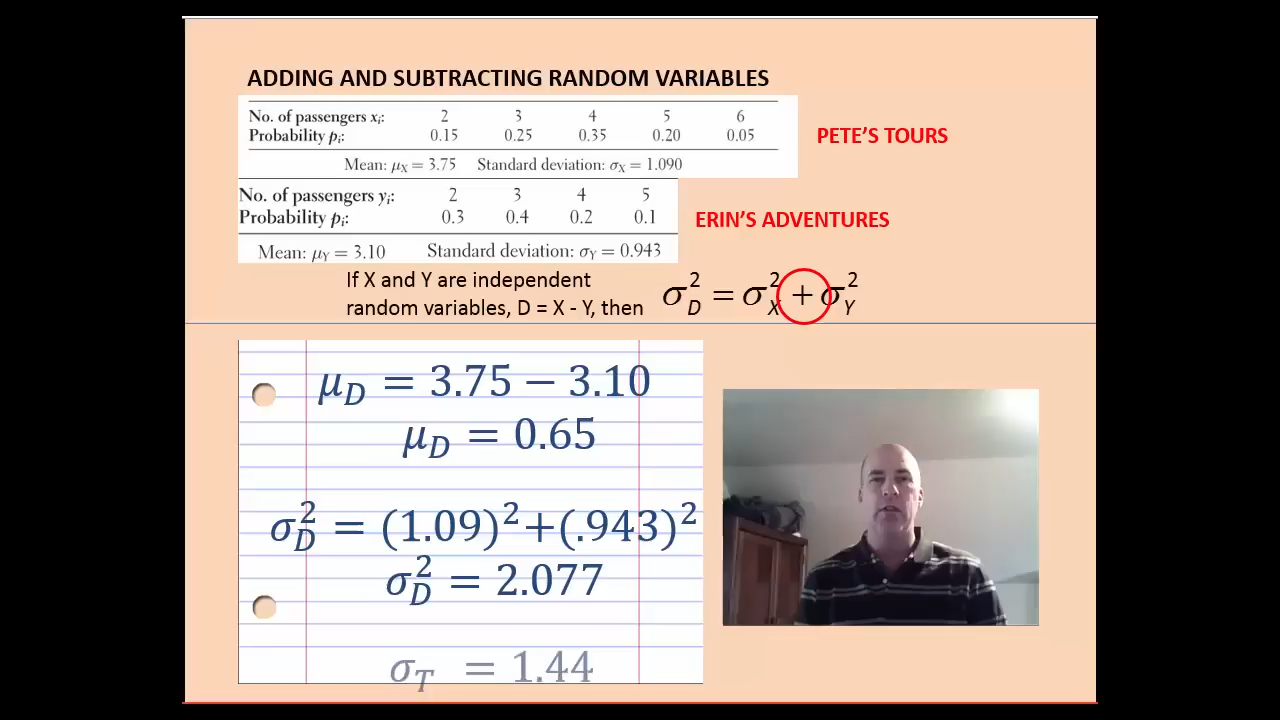 ADDING AND SUBTRACTING RANDOM VARIABLES
No. of passengers xᵢ: 2 3 4 5 6
Probability pᵢ: 0.15 0.25 0.35 0.20 0.05
Mean: μX = 3.75 Standard deviation: σX = 1.090
PETE'S TOURS
No. of passengers yᵢ: 2 3 4 5
Probability pᵢ: 0.3 0.4 0.2 0.1
Mean: μY = 3.10 Standard deviation: σY = 0.943
ERIN'S ADVENTURES
If X and Y are independent
random variables, D = X - Y, then
σ²D = σ²X + σ²Y
μD = 3.75 − 3.10
μD = 0.65
σ²D = (1.09)²+(.943)²
σ²D = 2.077
σT = 1.44